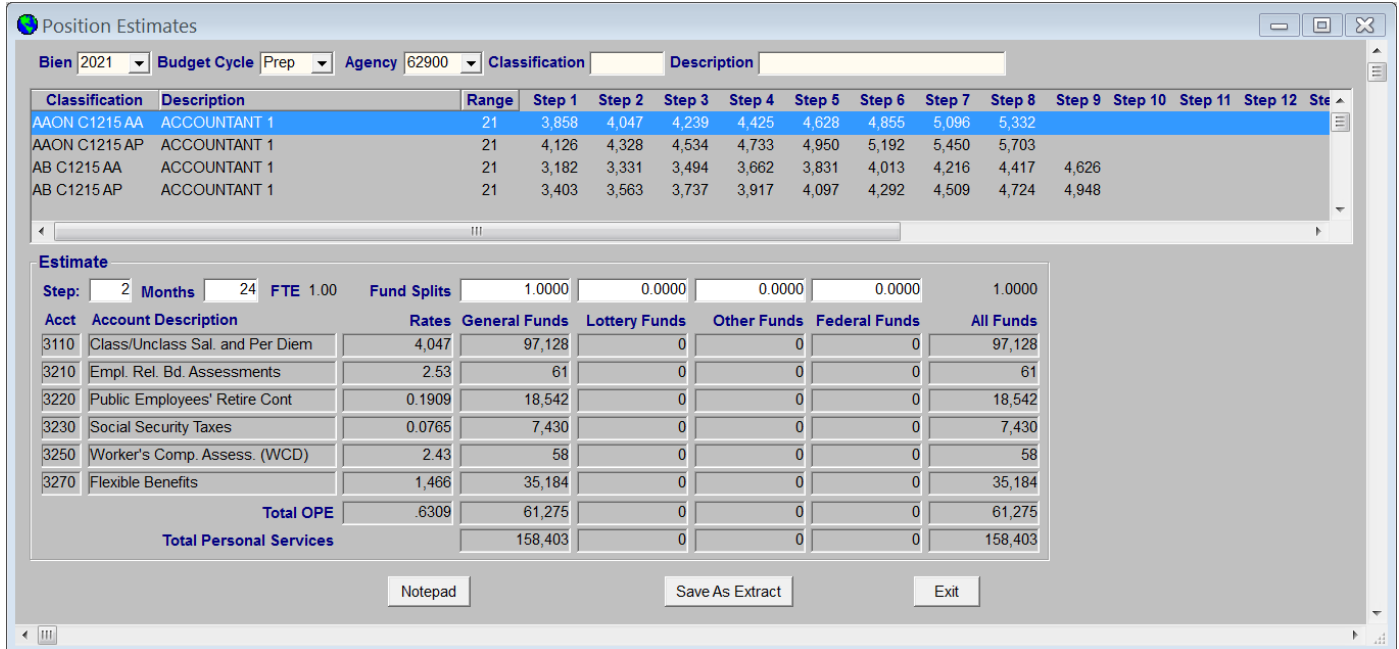 Position Estimates
Bien 2021 Budget Cycle Prep Agency 62900 Classification Description
Classification Description Range Step 1 Step 2 Step 3 Step 4 Step 5 Step 6 Step 7 Step 8 Step 9 Step 10 Step 11 Step 12 Ste
AAON C1215 AA ACCOUNTANT 1 21 3,858 4,047 4,239 4,425 4,628 4,855 5,096 5,332
AAON C1215 AP ACCOUNTANT 1 21 4,126 4,328 4,534 4,733 4,950 5,192 5,450 5,703
AB C1215 AA ACCOUNTANT 1 21 3,182 3,331 3,494 3,662 3,831 4,013 4,216 4,417 4,626
AB C1215 AP ACCOUNTANT 1 21 3,403 3,563 3,737 3,917 4,097 4,292 4,509 4,724 4,948
Estimate
Step: 2 Months 24 FTE 1.00 Fund Splits 1.0000 0.0000 0.0000 0.0000 1.0000
Acct Account Description Rates General Funds Lottery Funds Other Funds Federal Funds All Funds
3110 Class/Unclass Sal. and Per Diem 4,047 97,128 0 0 0 97,128
3210 Empl. Rel. Bd. Assessments 2.53 61 0 0 0 61
3220 Public Employees' Retire Cont 0.1909 18,542 0 0 0 18,542
3230 Social Security Taxes 0.0765 7,430 0 0 0 7,430
3250 Worker's Comp. Assess. (WCD) 2.43 58 0 0 0 58
3270 Flexible Benefits 1,466 35,184 0 0 0 35,184
Total OPE .6309 61,275 0 0 0 61,275
Total Personal Services 158,403 0 0 0 158,403
Notepad Save As Extract Exit